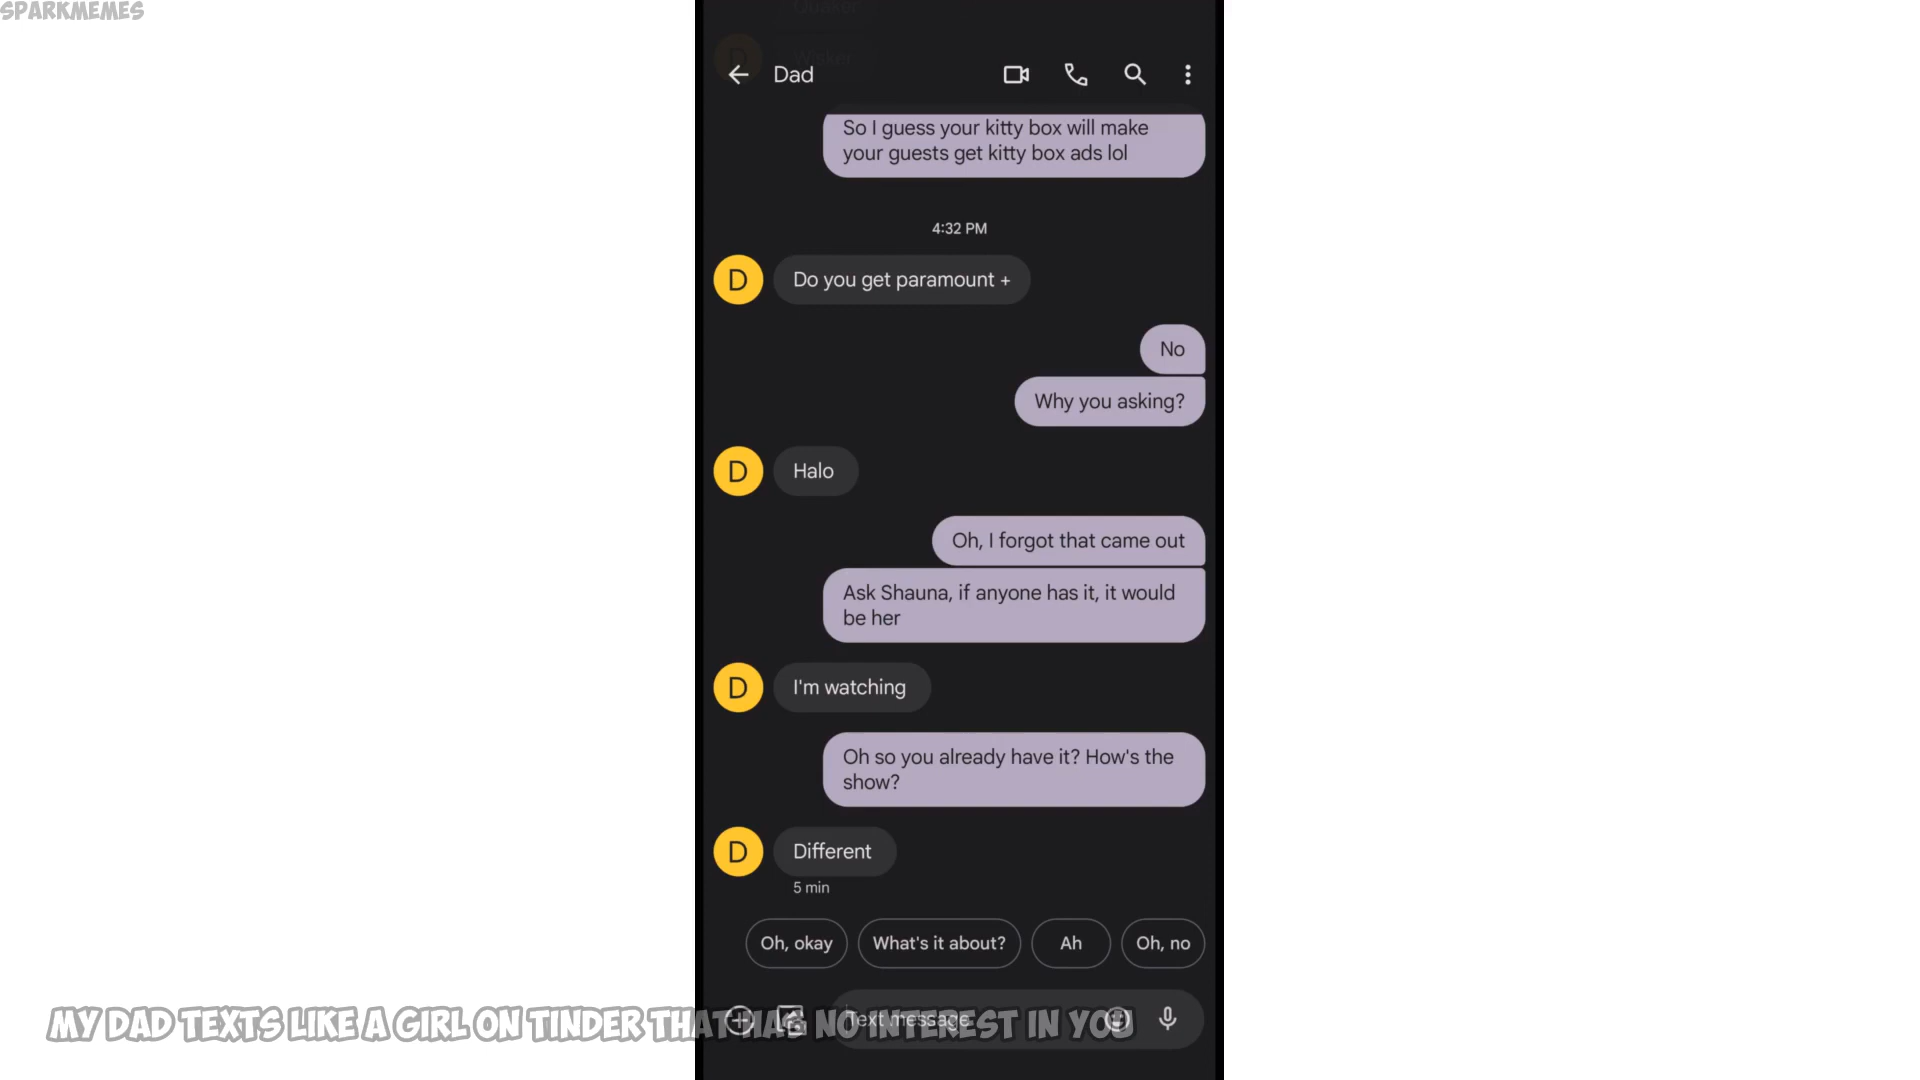 SPARKMEMES
Quaker
Wisker
Dad
So I guess your kitty box will make
your guests get kitty box ads lol
4:32 PM
D
Do you get paramount +
No
Why you asking?
D
Halo
Oh, I forgot that came out
Ask Shauna, if anyone has it, it would
be her
D
I'm watching
Oh so you already have it? How's the
show?
D
Different
5 min
Oh, okay
What's it about?
Ah
Oh, no
Text message
MY DAD TEXTS LIKE A GIRL ON TINDER THAT HAS NO INTEREST IN YOU